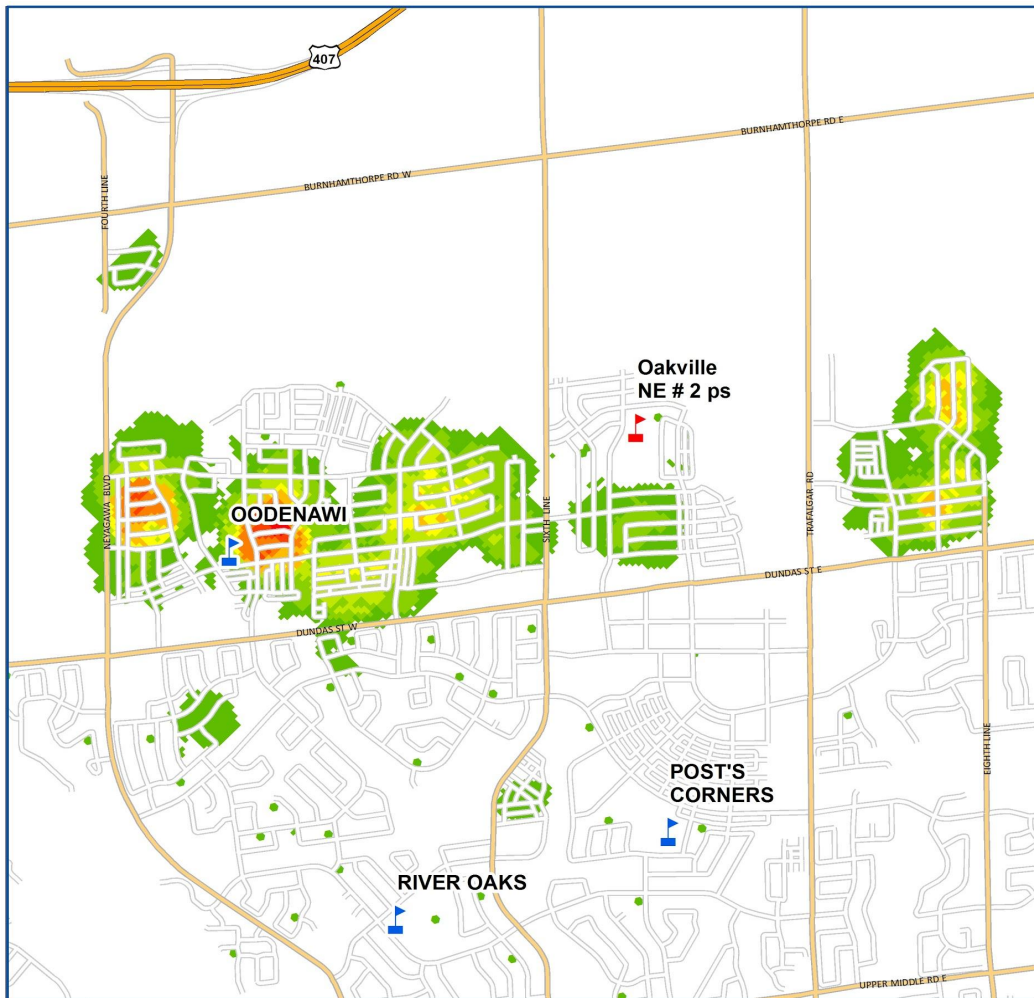 407
BURNHAMTHORPE RD E
BURNHAMTHORPE RD W
FOURTH LINE
Oakville
NE # 2 ps
NEYAGAWA BLVD
OODENAWI
SIXTH LINE
TRAFALGAR RD
DUNDAS ST E
DUNDAS ST W
EIGHTH LINE
POST'S
CORNERS
RIVER OAKS
UPPER MIDDLE RD E